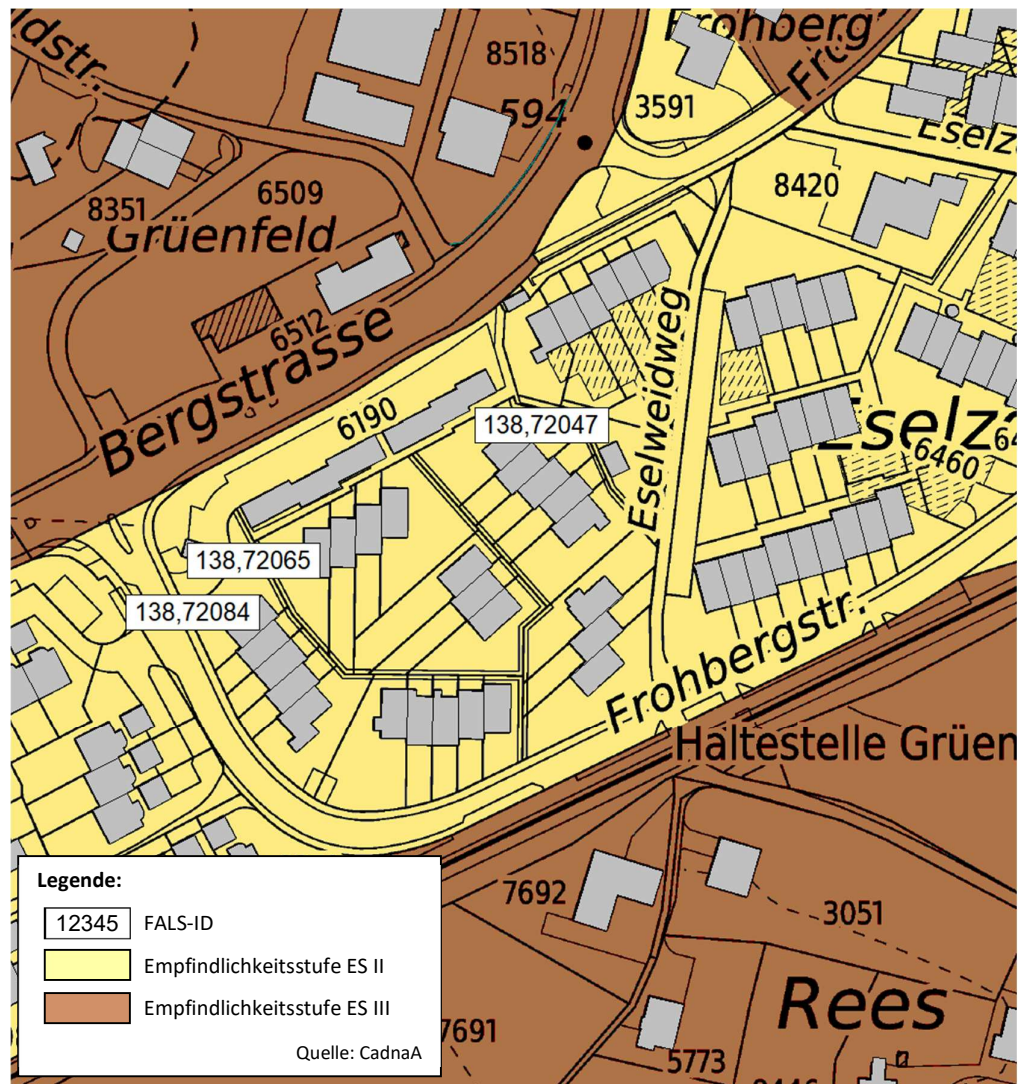 Frohberg
ldstr.
8518
594
3591
Eselz
6509
8420
8351
Grüenfeld
6512
Bergstrasse
6190
138,72047
Eselweidweg
Eselz
6460
138,72065
138,72084
Frohbergstr.
Haltestelle Grüen
7692
3051
Rees
7691
5773
Legende:
12345 FALS-ID
Empfindlichkeitsstufe ES II
Empfindlichkeitsstufe ES III
Quelle: CadnaA